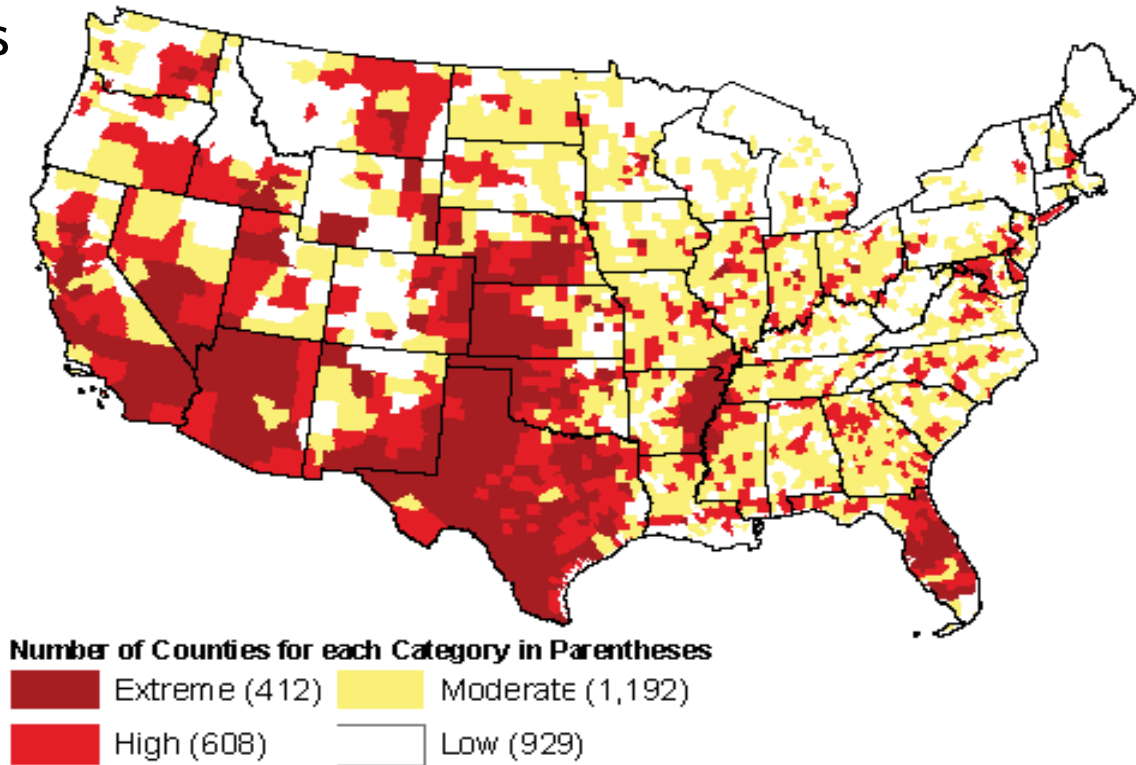 s
Number of Counties for each Category in Parentheses
Extreme (412) Moderate (1,192)
High (608) Low (929)